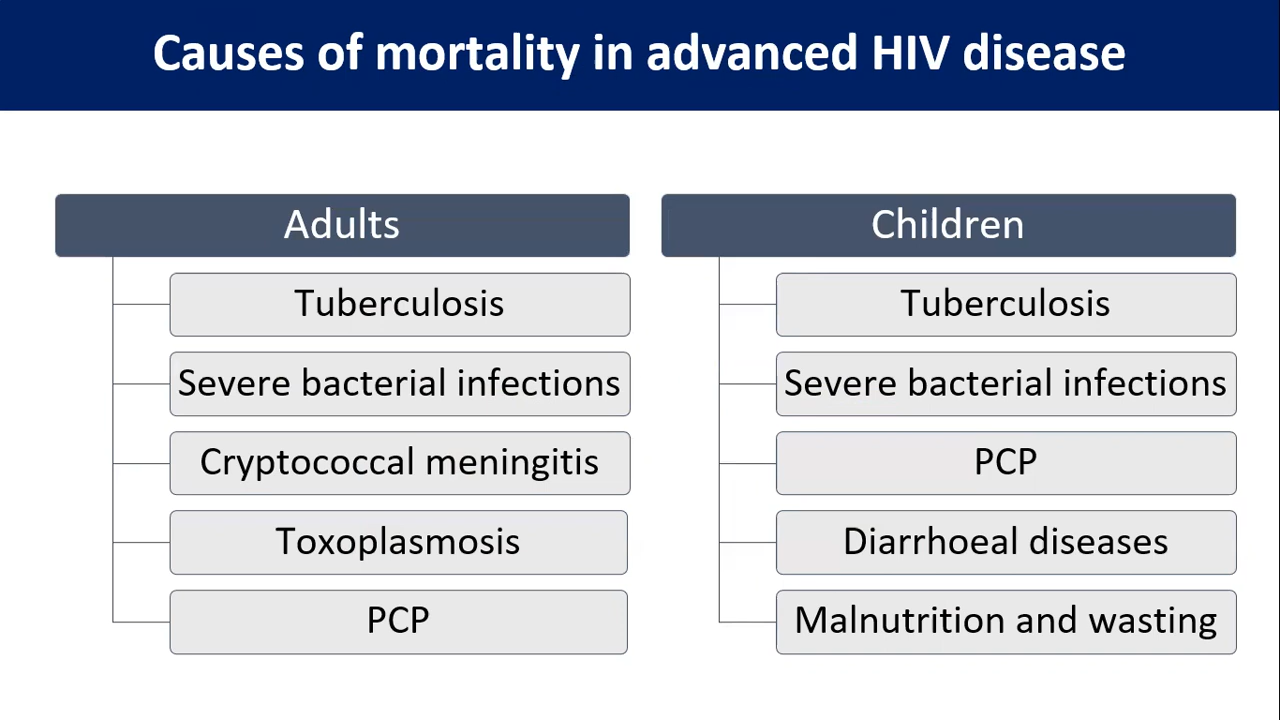 Causes of mortality in advanced HIV disease
Adults
Tuberculosis
Severe bacterial infections
Cryptococcal meningitis
Toxoplasmosis
PCP
Children
Tuberculosis
Severe bacterial infections
PCP
Diarrhoeal diseases
Malnutrition and wasting